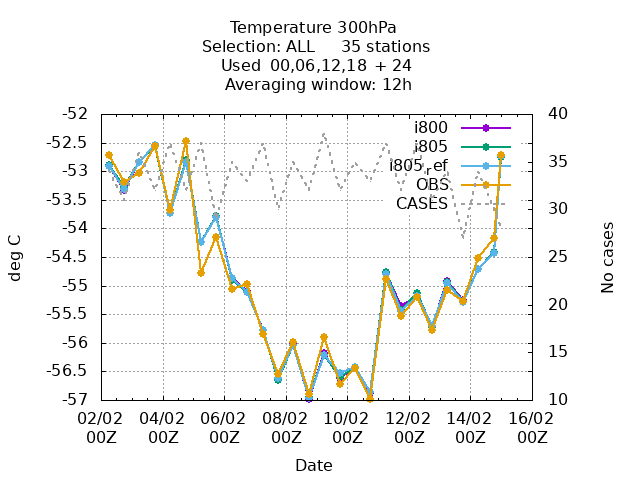 Temperature 300hPa
Selection: ALL 35 stations
Used 00,06,12,18 + 24
Averaging window: 12h
-52
-52.5
-53
-53.5
-54
-54.5
-55
-55.5
-56
-56.5
-57
deg C
40
35
30
25
20
15
10
No cases
i800
i805
i805_ref
OBS
CASES
02/02 04/02 06/02 08/02 10/02 12/02 14/02 16/02
00Z 00Z 00Z 00Z 00Z 00Z 00Z 00Z
Date